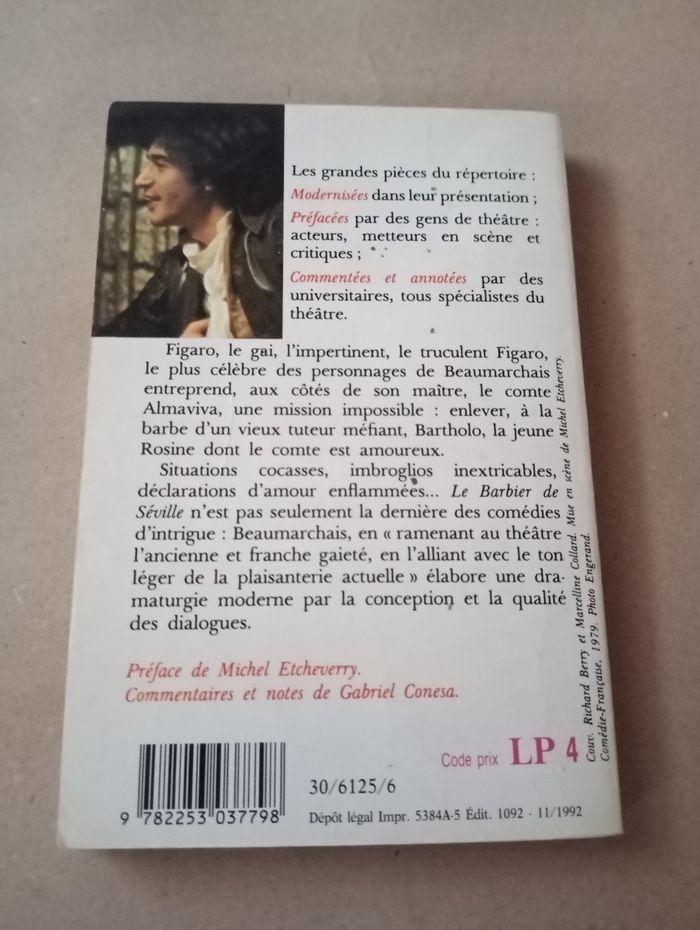 Les grandes pièces du répertoire :
Modernisées dans leur présentation ;
Préfacées par des gens de théâtre :
acteurs, metteurs en scène et
critiques ;
Commentées et annotées par des
universitaires, tous spécialistes du
théâtre.
Figaro, le gai, l'impertinent, le truculent Figaro,
le plus célèbre des personnages de Beaumarchais
entreprend, aux côtés de son maître, le comte
Almaviva, une mission impossible : enlever, à la
barbe d'un vieux tuteur méfiant, Bartholo, la jeune
Rosine dont le comte est amoureux.
Situations cocasses, imbroglios inextricables,
déclarations d'amour enflammées... Le Barbier de
Séville n'est pas seulement la dernière des comédies
d'intrigue : Beaumarchais, en « ramenant au théâtre
l'ancienne et franche gaieté, en l'alliant avec le ton
léger de la plaisanterie actuelle » élabore une dra-
maturgie moderne par la conception et la qualité
des dialogues.
Préface de Michel Etcheverry.
Commentaires et notes de Gabriel Conesa.
Couv. Richard Berry et Marcelline Collard. Mise en scène de Michel Etcheverry.
Comédie-Française, 1979. Photo Enguerand.
Code prix LP 4
30/6125/6
9 782253 037798
Dépôt légal Impr. 5384A-5 Édit. 1092 - 11/1992